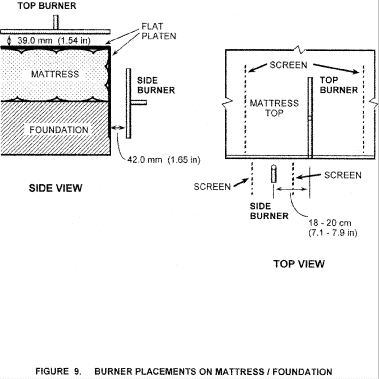 TOP BURNER
FLAT
PLATEN
39.0 mm (1.54 in)
MATTRESS
SIDE
BURNER
FOUNDATION
42.0 mm (1.65 in)
SIDE VIEW
SCREEN
TOP
BURNER
MATTRESS
TOP
SCREEN
SCREEN
SIDE
BURNER
18 - 20 cm
(7.1 - 7.9 in)
TOP VIEW
FIGURE 9. BURNER PLACEMENTS ON MATTRESS / FOUNDATION